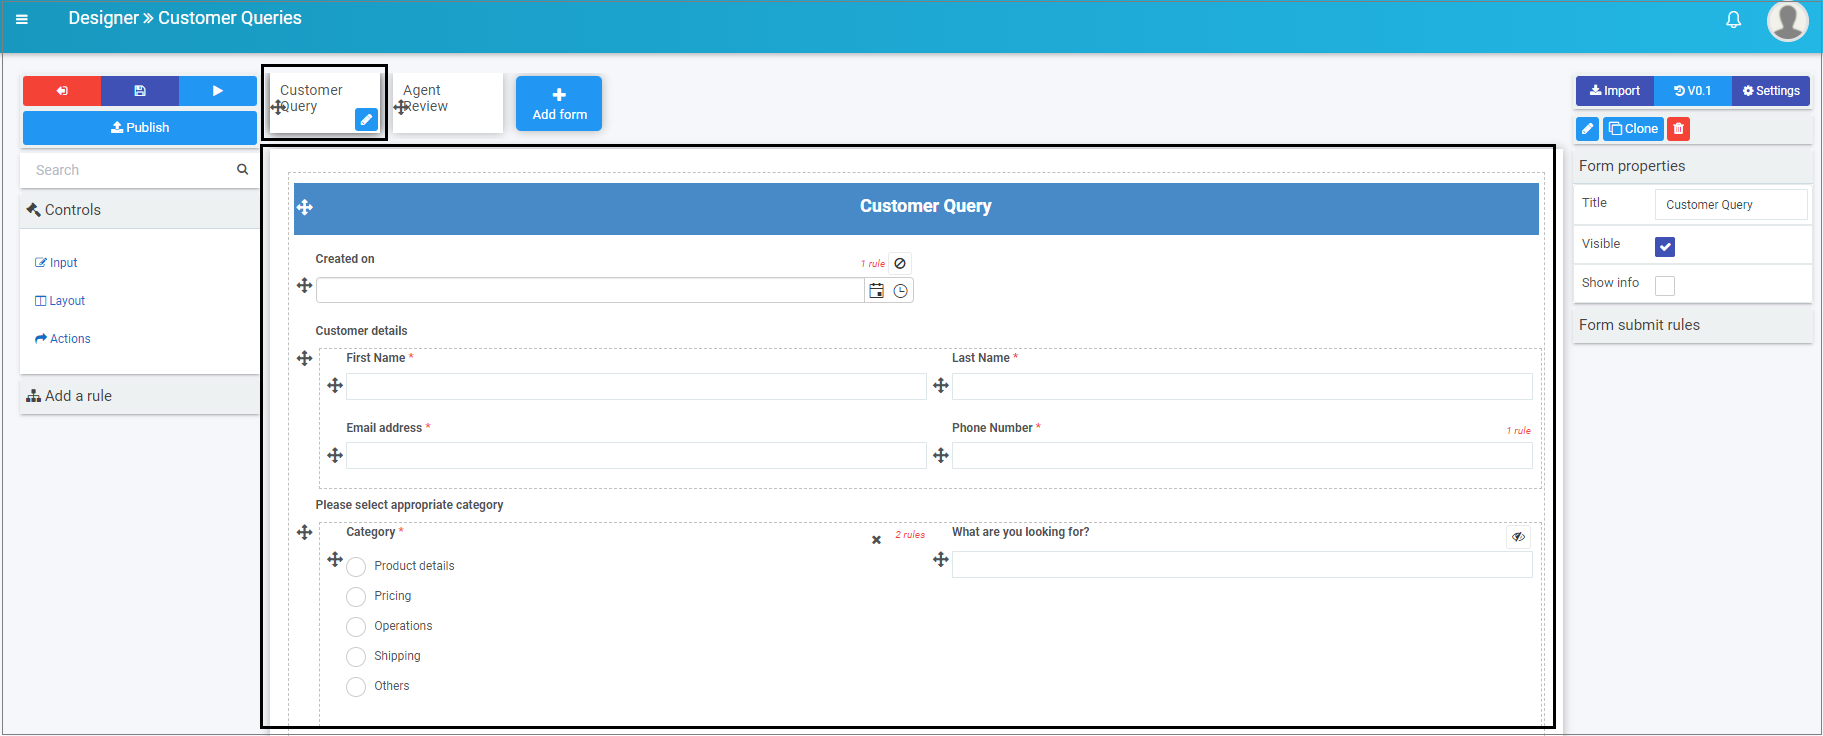 Designer » Customer Queries
Publish
Search
Controls
Input
Layout
Actions
Add a rule
Customer
Query
Agent
Review
Add form
Customer Query
Created on
1 rule
Customer details
First Name *
Last Name *
Email address *
Phone Number *
1 rule
Please select appropriate category
Category *
2 rules
What are you looking for?
Product details
Pricing
Operations
Shipping
Others
Import
V0.1
Settings
Clone
Form properties
Title
Customer Query
Visible
Show info
Form submit rules